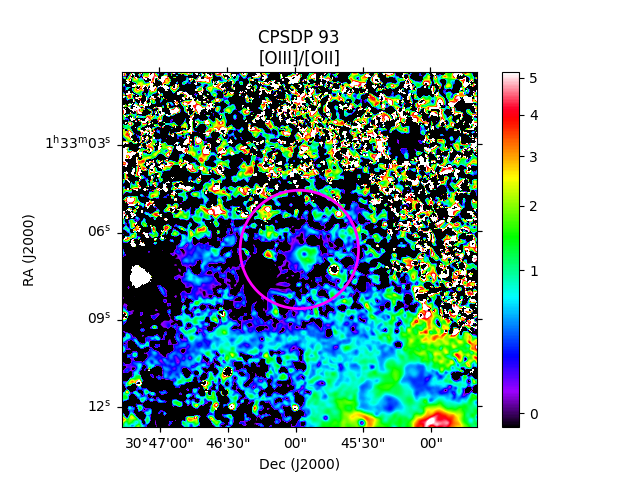 CPSDP 93
[OIII]/[OII]
1ʰ33ᵐ03ˢ
06ˢ
09ˢ
12ˢ
RA (J2000)
30°47'00" 46'30" 00" 45'30" 00"
Dec (J2000)
5
4
3
2
1
0